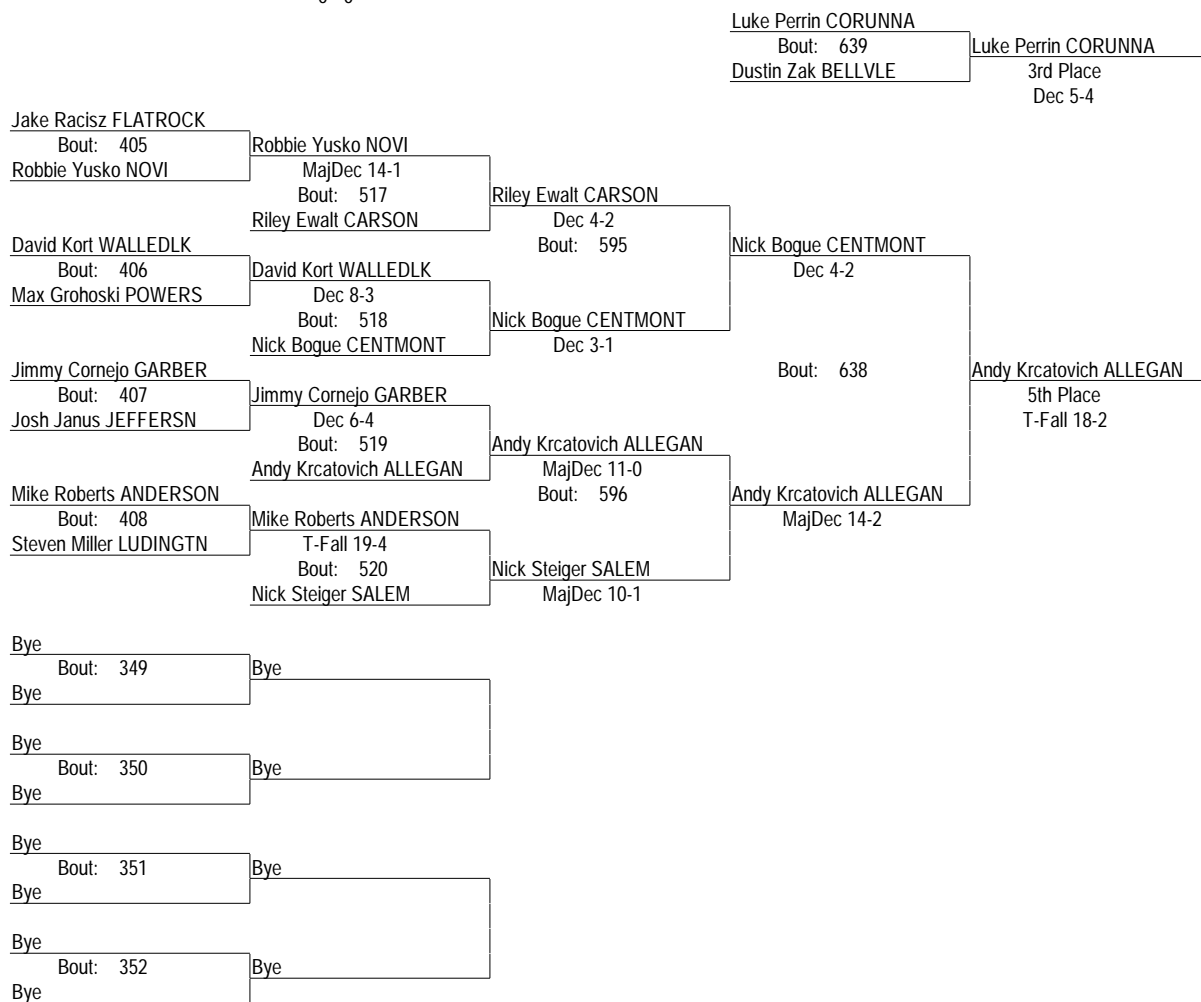 Luke Perrin CORUNNA
Bout: 639
Luke Perrin CORUNNA
Dustin Zak BELLVLE
3rd Place
Dec 5-4
Jake Racisz FLATROCK
Bout: 405
Robbie Yusko NOVI
Robbie Yusko NOVI
MajDec 14-1
Bout: 517
Riley Ewalt CARSON
Riley Ewalt CARSON
Dec 4-2
Bout: 595
David Kort WALLEDLK
Bout: 406
David Kort WALLEDLK
Max Grohoski POWERS
Dec 8-3
Bout: 518
Nick Bogue CENTMONT
Nick Bogue CENTMONT
Dec 3-1
Nick Bogue CENTMONT
Dec 4-2
Jimmy Cornejo GARBER
Bout: 407
Jimmy Cornejo GARBER
Josh Janus JEFFERSN
Dec 6-4
Bout: 519
Andy Krcatovich ALLEGAN
Andy Krcatovich ALLEGAN
MajDec 11-0
Bout: 596
Bout: 638
Andy Krcatovich ALLEGAN
5th Place
T-Fall 18-2
Mike Roberts ANDERSON
Bout: 408
Mike Roberts ANDERSON
Steven Miller LUDINGTN
T-Fall 19-4
Bout: 520
Nick Steiger SALEM
Nick Steiger SALEM
MajDec 10-1
Andy Krcatovich ALLEGAN
MajDec 14-2
Bye
Bout: 349
Bye
Bye
Bye
Bout: 350
Bye
Bye
Bye
Bout: 351
Bye
Bye
Bye
Bout: 352
Bye
Bye